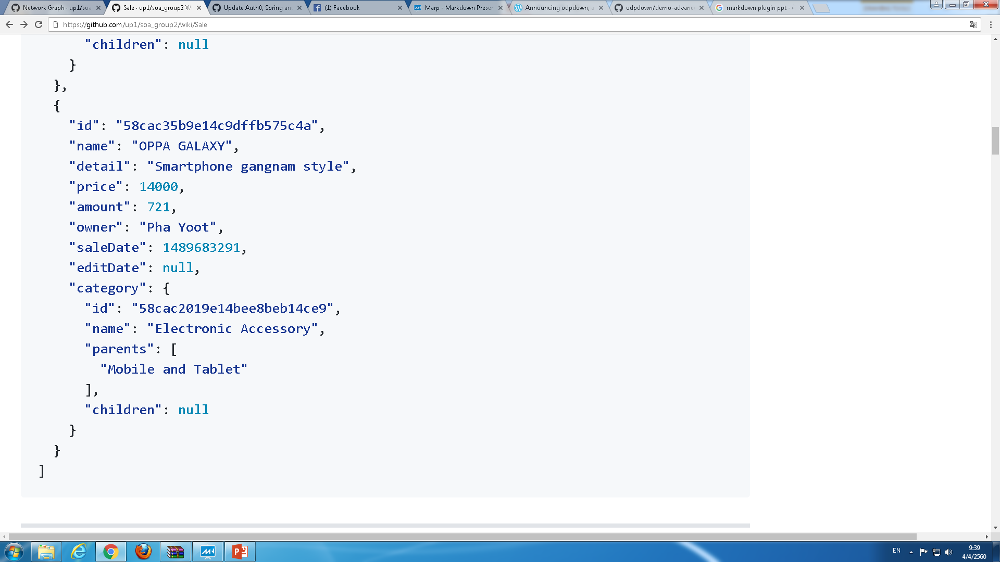 Network Graph · up1/soa
Sale · up1/soa_group2 Wi
Update Auth0, Spring an
(1) Facebook
Marp - Markdown Presen
Announcing odpdown, a
odpdown/demo-advanc
markdown plugin ppt -
https://github.com/up1/soa_group2/wiki/Sale
"children": null
}
},
{
"id": "58cac35b9e14c9dffb575c4a",
"name": "OPPA GALAXY",
"detail": "Smartphone gangnam style",
"price": 14000,
"amount": 721,
"owner": "Pha Yoot",
"saleDate": 1489683291,
"editDate": null,
"category": {
"id": "58cac2019e14bee8beb14ce9",
"name": "Electronic Accessory",
"parents": [
"Mobile and Tablet"
],
"children": null
}
}
]
EN
9:39
4/4/2560